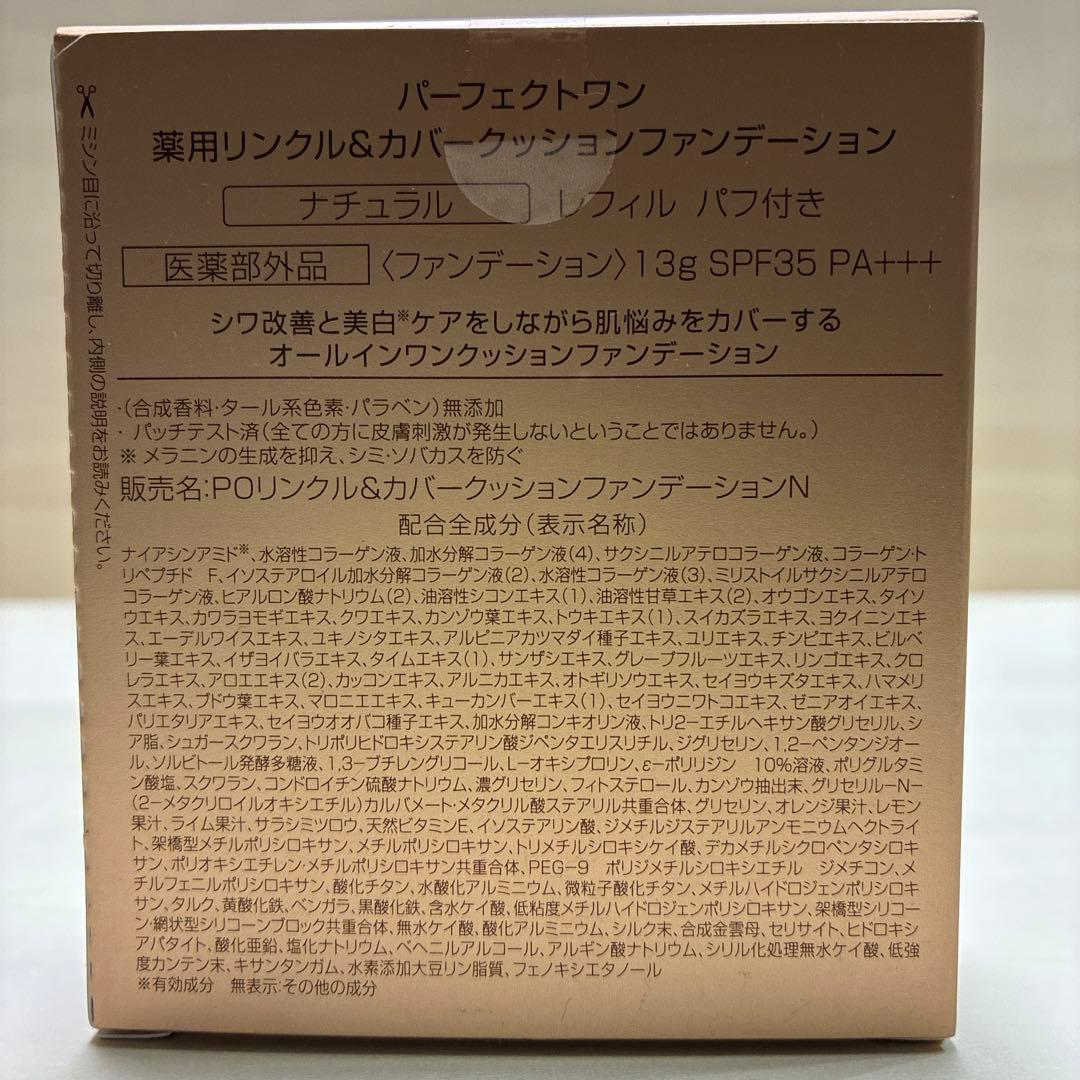 パーフェクトワン
薬用リンクル&カバークッションファンデーション
ナチュラル レフィル パフ付き
医薬部外品 〈ファンデーション〉13g SPF35 PA+++
シワ改善と美白※ケアをしながら肌悩みをカバーする
オールインワンクッションファンデーション
・(合成香料・タール系色素・パラベン)無添加
・パッチテスト済(全ての方に皮膚刺激が発生しないということではありません。)
※ メラニンの生成を抑え、シミ・ソバカスを防ぐ
販売名:POリンクル&カバークッションファンデーションN
配合全成分(表示名称)
ナイアシンアミド※、水溶性コラーゲン液、加水分解コラーゲン液(4)、サクシニルアテロコラーゲン液、コラーゲン・ト
リペプチド F、イソステアロイル加水分解コラーゲン液(2)、水溶性コラーゲン液(3)、ミリストイルサクシニルアテロ
コラーゲン液、ヒアルロン酸ナトリウム(2)、油溶性シコンエキス(1)、油溶性甘草エキス(2)、オウゴンエキス、タイソ
ウエキス、カワラヨモギエキス、クワエキス、カンゾウ葉エキス、トウキエキス(1)、スイカズラエキス、ヨクイニンエキ
ス、エーデルワイスエキス、ユキノシタエキス、アルピニアカツマダイ種子エキス、ユリエキス、チンピエキス、ビルベ
リー葉エキス、イザヨイバラエキス、タイムエキス(1)、サンザシエキス、グレープフルーツエキス、リンゴエキス、クロ
レラエキス、アロエエキス(2)、カッコンエキス、アルニカエキス、オトギリソウエキス、セイヨウキズタエキス、ハマメリ
スエキス、ブドウ葉エキス、マロニエエキス、キューカンバーエキス(1)、セイヨウニワトコエキス、ゼニアオイエキス、
パリエタリアエキス、セイヨウオオバコ種子エキス、加水分解コンキオリン液、トリ2-エチルヘキサン酸グリセリル、シ
ア脂、シュガースクワラン、トリポリヒドロキシステアリン酸ジペンタエリスリチル、ジグリセリン、1,2-ペンタンジオー
ル、ソルビトール発酵多糖液、1,3-ブチレングリコール、L-オキシプロリン、ε-ポリリジン 10%溶液、ポリグルタ
ミン酸塩、スクワラン、コンドロイチン硫酸ナトリウム、濃グリセリン、フィトステロール、カンゾウ抽出末、グリセリル-N-
(2-メタクリロイルオキシエチル)カルバメート・メタクリル酸ステアリル共重合体、グリセリン、オレンジ果汁、レモン
果汁、ライム果汁、サラシミツロウ、天然ビタミンE、イソステアリン酸、ジメチルジステアリルアンモニウムヘクトライ
ト、架橋型メチルポリシロキサン、メチルポリシロキサン、トリメチルシロキシケイ酸、デカメチルシクロペンタシロキ
サン、ポリオキシエチレン・メチルポリシロキサン共重合体、PEG-9 ポリジメチルシロキシエチル ジメチコン、メ
チルフェニルポリシロキサン、酸化チタン、水酸化アルミニウム、微粒子酸化チタン、メチルハイドロジェンポリシロキ
サン、タルク、黄酸化鉄、ベンガラ、黒酸化鉄、含水ケイ酸、低粘度メチルハイドロジェンポリシロキサン、架橋型シリコー
ン・網状型シリコーンブロック共重合体、無水ケイ酸、酸化アルミニウム、シルク末、合成金雲母、セリサイト、ヒドロキシ
アパタイト、酸化亜鉛、塩化ナトリウム、ベヘニルアルコール、アルギン酸ナトリウム、シリル化処理無水ケイ酸、低強
度カンテン末、キサンタンガム、水素添加大豆リン脂質、フェノキシエタノール
※有効成分 無表示:その他の成分
ミシン目に沿って切り離し、内側の説明をお読みください。